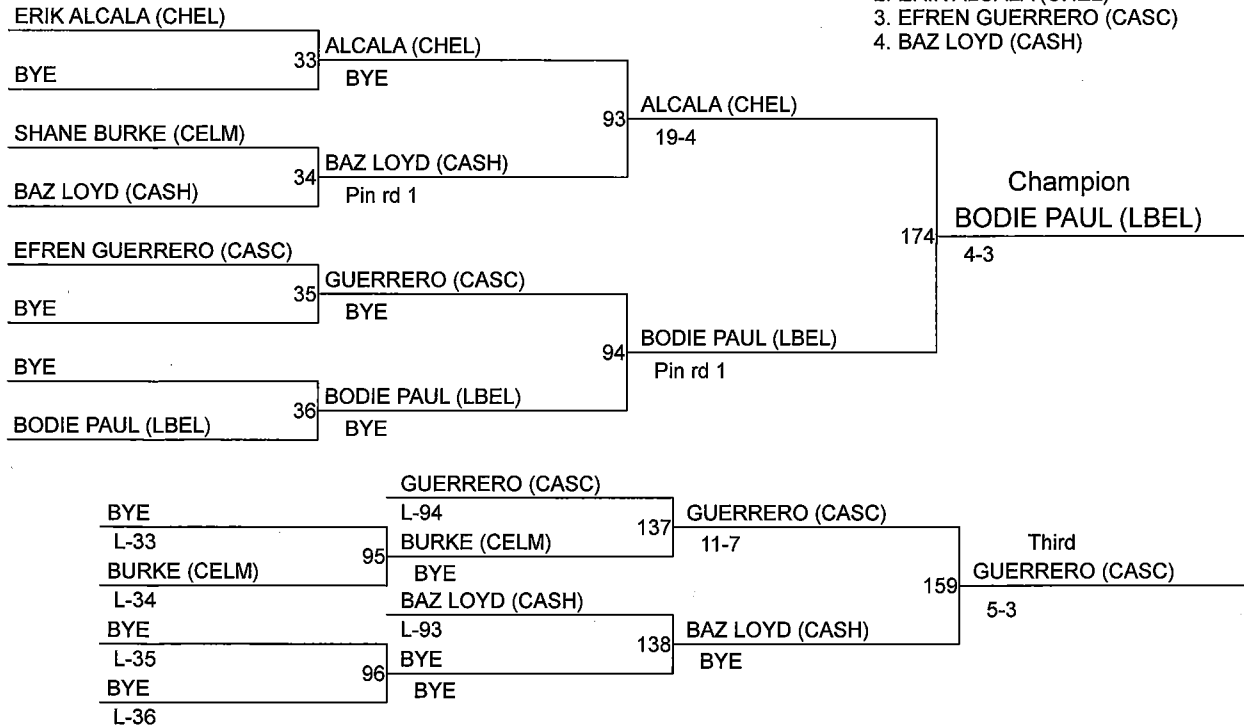 2. ERIK ALCALA (CHEL)
3. EFREN GUERRERO (CASC)
4. BAZ LOYD (CASH)
ERIK ALCALA (CHEL)
33
ALCALA (CHEL)
BYE
BYE
93
ALCALA (CHEL)
19-4
SHANE BURKE (CELM)
34
BAZ LOYD (CASH)
BAZ LOYD (CASH)
Pin rd 1
Champion
BODIE PAUL (LBEL)
174
4-3
EFREN GUERRERO (CASC)
35
GUERRERO (CASC)
BYE
BYE
94
BODIE PAUL (LBEL)
Pin rd 1
BYE
36
BODIE PAUL (LBEL)
BODIE PAUL (LBEL)
BYE
GUERRERO (CASC)
BYE
L-94
137
GUERRERO (CASC)
L-33
95
BURKE (CELM)
11-7
Third
BURKE (CELM)
BYE
159
GUERRERO (CASC)
L-34
BAZ LOYD (CASH)
5-3
BYE
L-93
138
BAZ LOYD (CASH)
L-35
96
BYE
BYE
BYE
BYE
L-36